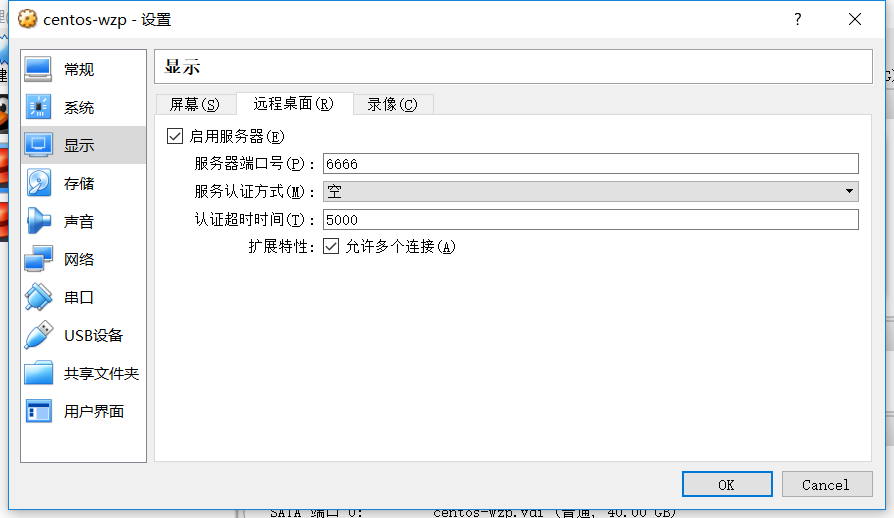 centos-wzp - 设置
?
常规
系统
显示
存储
声音
网络
串口
USB设备
共享文件夹
用户界面
显示
屏幕(S)
远程桌面(R)
录像(C)
启用服务器(E)
服务器端口号(P)： 6666
服务认证方式(M)： 空
认证超时时间(T)： 5000
扩展特性： 允许多个连接(A)
OK
Cancel
SATA 端口 0: centos-wzp.vdi (普通, 40.00 GB)